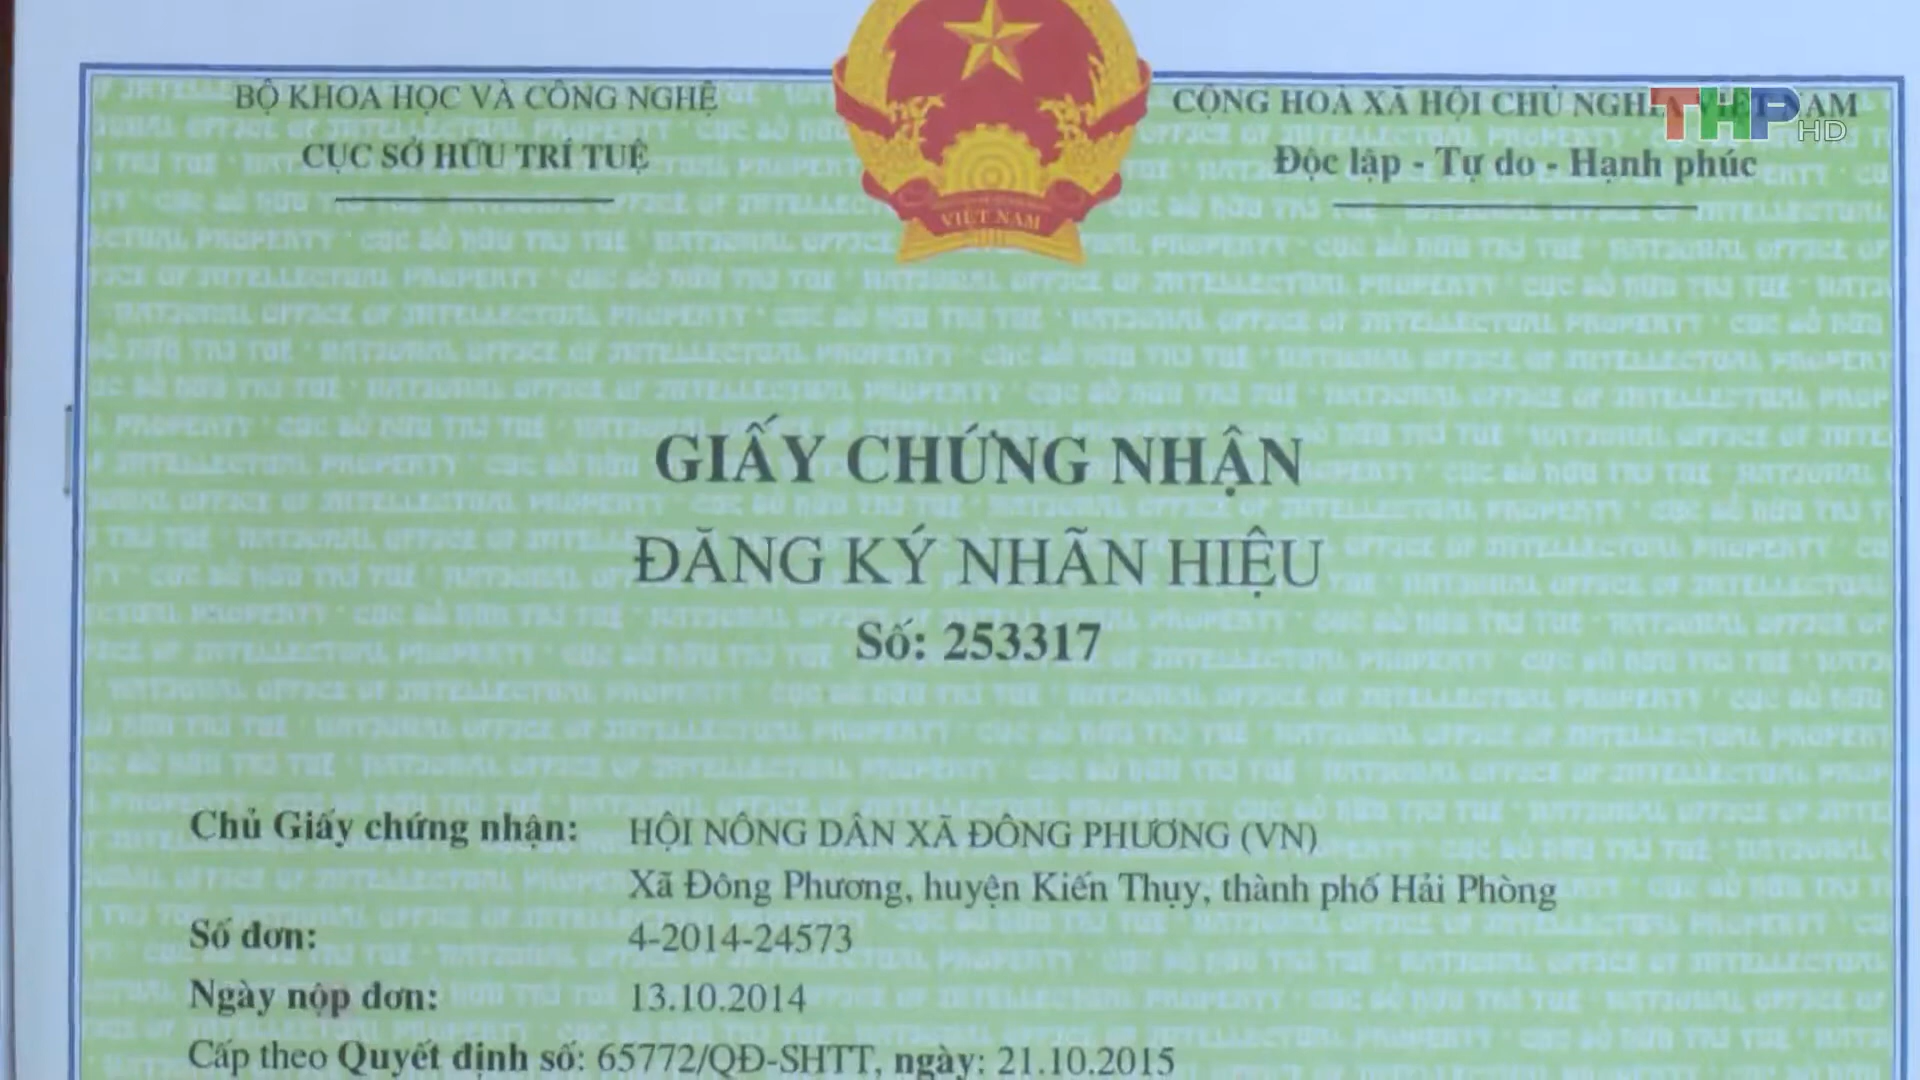 BỘ KHOA HỌC VÀ CÔNG NGHỆ
CỤC SỞ HỮU TRÍ TUỆ
CỘNG HOÀ XÃ HỘI CHỦ NGHĨA VIỆT NAM
Độc lập - Tự do - Hạnh phúc
THP HD
VIỆT NAM
GIẤY CHỨNG NHẬN
ĐĂNG KÝ NHÃN HIỆU
Số: 253317
Chủ Giấy chứng nhận: HỘI NÔNG DÂN XÃ ĐÔNG PHƯƠNG (VN)
Xã Đông Phương, huyện Kiến Thụy, thành phố Hải Phòng
Số đơn: 4-2014-24573
Ngày nộp đơn: 13.10.2014
Cấp theo Quyết định số: 65772/QĐ-SHTT, ngày: 21.10.2015